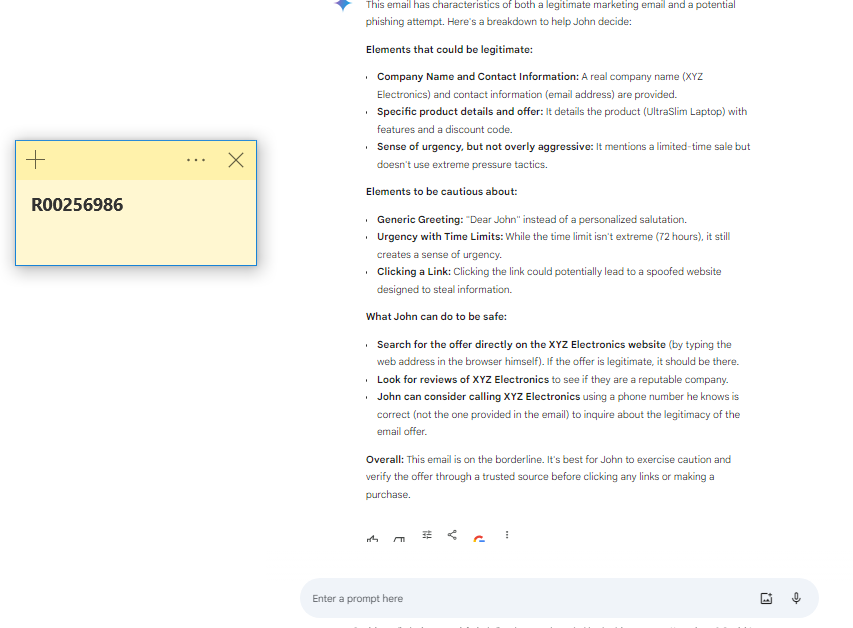 This email has characteristics of both a legitimate marketing email and a potential
phishing attempt. Here's a breakdown to help John decide:
Elements that could be legitimate:
Company Name and Contact Information: A real company name (XYZ
Electronics) and contact information (email address) are provided.
Specific product details and offer: It details the product (UltraSlim Laptop) with
features and a discount code.
Sense of urgency, but not overly aggressive: It mentions a limited-time sale but
doesn't use extreme pressure tactics.
R00256986
Elements to be cautious about:
Generic Greeting: "Dear John" instead of a personalized salutation.
Urgency with Time Limits: While the time limit isn't extreme (72 hours), it still
creates a sense of urgency.
Clicking a Link: Clicking the link could potentially lead to a spoofed website
designed to steal information.
What John can do to be safe:
Search for the offer directly on the XYZ Electronics website (by typing the
web address in the browser himself). If the offer is legitimate, it should be there.
Look for reviews of XYZ Electronics to see if they are a reputable company.
John can consider calling XYZ Electronics using a phone number he knows is
correct (not the one provided in the email) to inquire about the legitimacy of the
email offer.
Overall: This email is on the borderline. It's best for John to exercise caution and
verify the offer through a trusted source before clicking any links or making a
purchase.
Enter a prompt here